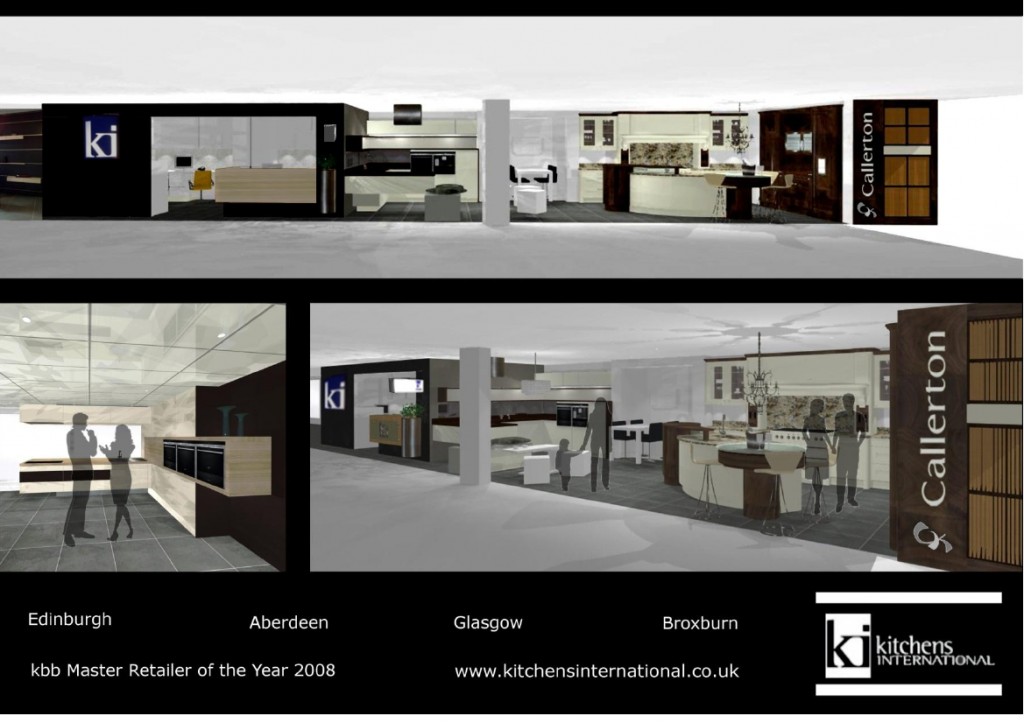 ki
Callerton
ki
Callerton
Edinburgh Aberdeen Glasgow Broxburn
kbb Master Retailer of the Year 2008 www.kitchensinternational.co.uk
ki kitchens
INTERNATIONAL